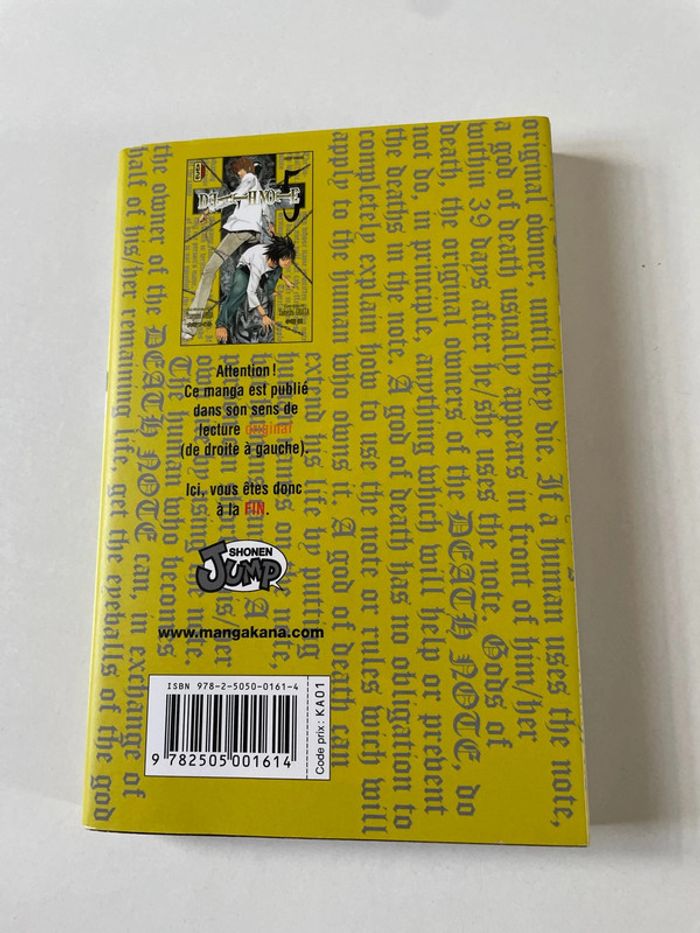 DEATH NOTE
5
Takeshi OBATA
Attention !
Ce manga est publié
dans son sens de
lecture original
(de droite à gauche).
Ici, vous êtes donc
à la FIN.
SHONEN
JUMP
www.mangakana.com
ISBN 978-2-5050-0161-4
9 782505 001614
Code prix : KA01
original owner, until they die. If a human uses the note,
a god of death usually appears in front of him/her
within 39 days after he/she uses the note. Gods of
death, the original owners of the DEATH NOTE, do
not do, in principle, anything which will help or prevent
the deaths in the note. A god of death has no obligation to
completely explain how to use the note or rules wich will
apply to the human who owns it. A god of death can
extend his life by putting
note,
his/her
note.
The human who becomes
the owner of the DEATH NOTE can, in exchange of
half of his/her remaining life, get the eyeballs of the god